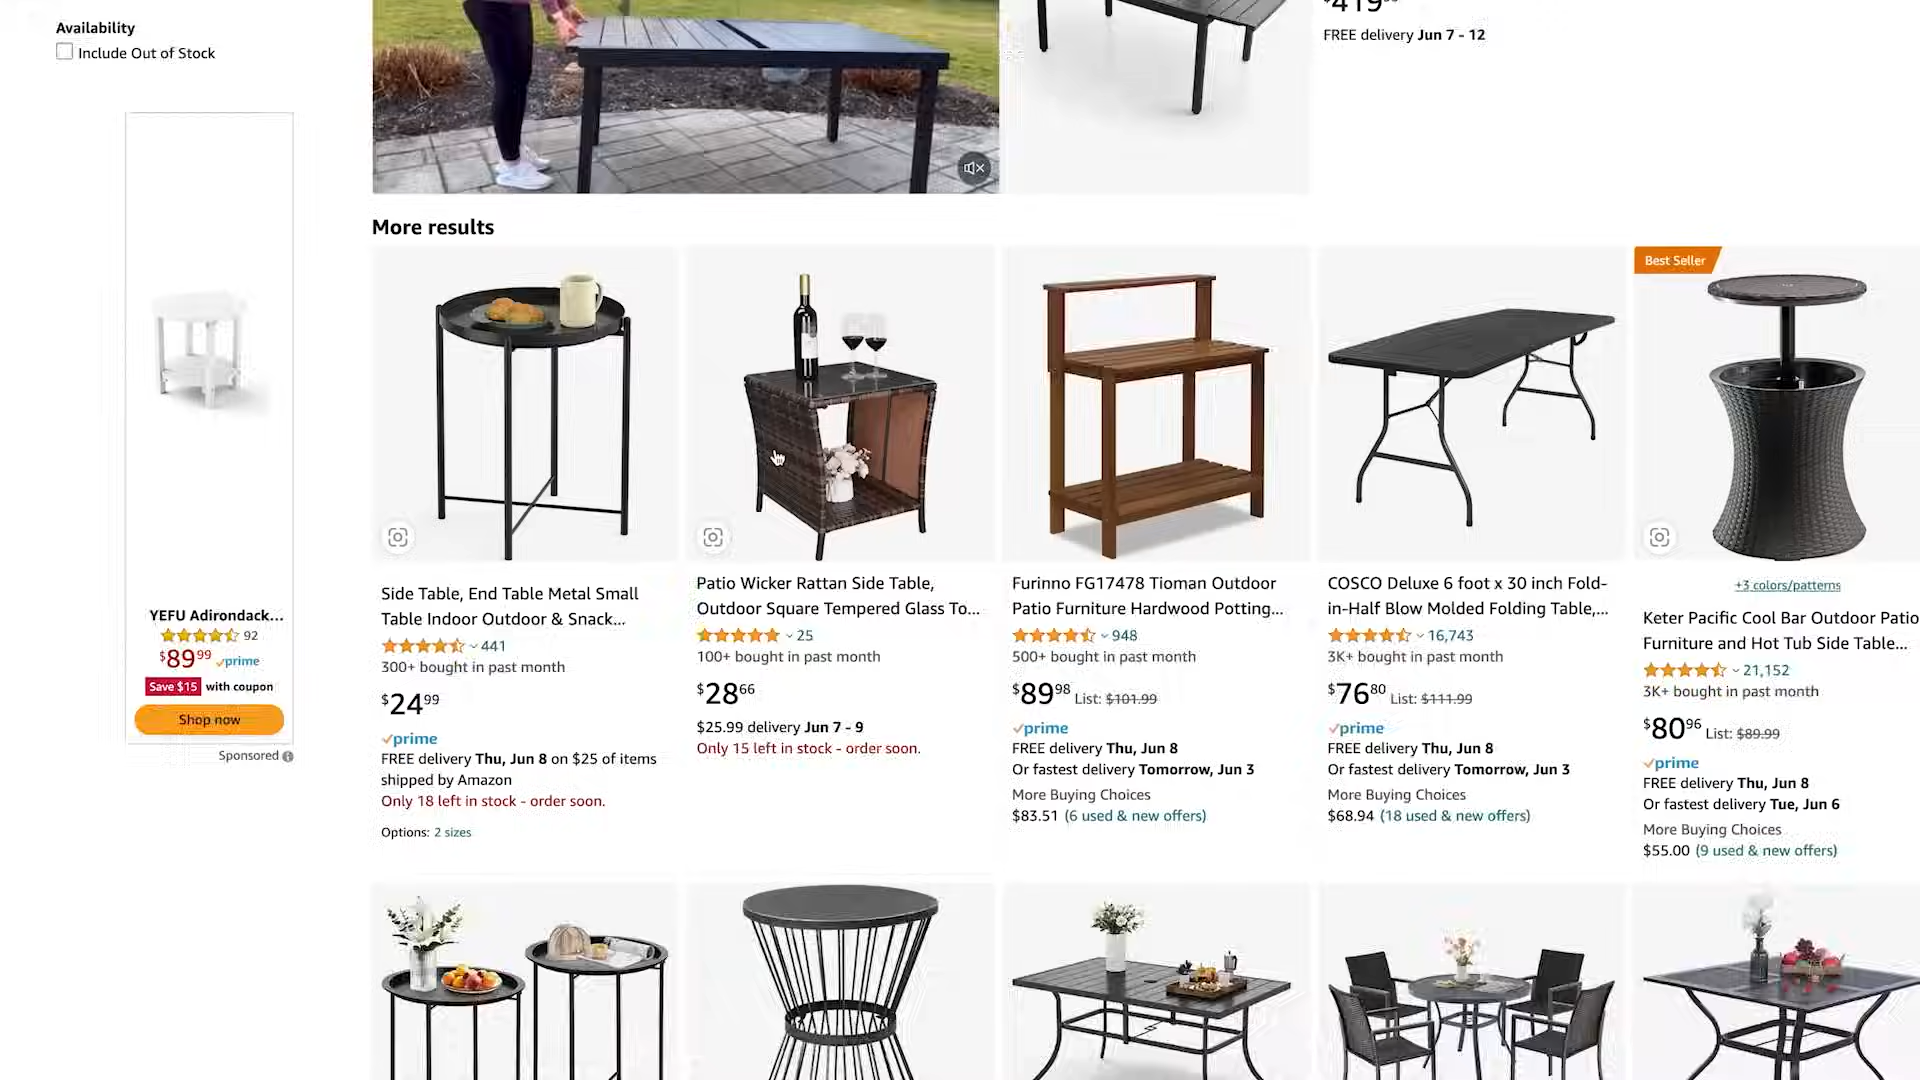 Availability
Include Out of Stock
FREE delivery Jun 7 - 12
YEFU Adirondack...
92
$89.99 prime
Save $15 with coupon
Shop now
Sponsored
More results
Side Table, End Table Metal Small
Table Indoor Outdoor & Snack...
441
300+ bought in past month
$24.99
prime
FREE delivery Thu, Jun 8 on $25 of items
shipped by Amazon
Only 18 left in stock - order soon.
Options: 2 sizes
Patio Wicker Rattan Side Table,
Outdoor Square Tempered Glass To...
25
100+ bought in past month
$28.66
$25.99 delivery Jun 7 - 9
Only 15 left in stock - order soon.
Furinno FG17478 Tioman Outdoor
Patio Furniture Hardwood Potting...
948
500+ bought in past month
$89.98 List: $101.99
prime
FREE delivery Thu, Jun 8
Or fastest delivery Tomorrow, Jun 3
More Buying Choices
$83.51 (6 used & new offers)
COSCO Deluxe 6 foot x 30 inch Fold-
in-Half Blow Molded Folding Table,...
16,743
3K+ bought in past month
$76.80 List: $111.99
prime
FREE delivery Thu, Jun 8
Or fastest delivery Tomorrow, Jun 3
More Buying Choices
$68.94 (18 used & new offers)
Best Seller
+3 colors/patterns
Keter Pacific Cool Bar Outdoor Patio
Furniture and Hot Tub Side Table...
21,152
3K+ bought in past month
$80.96 List: $89.99
prime
FREE delivery Thu, Jun 8
Or fastest delivery Tue, Jun 6
More Buying Choices
$55.00 (9 used & new offers)